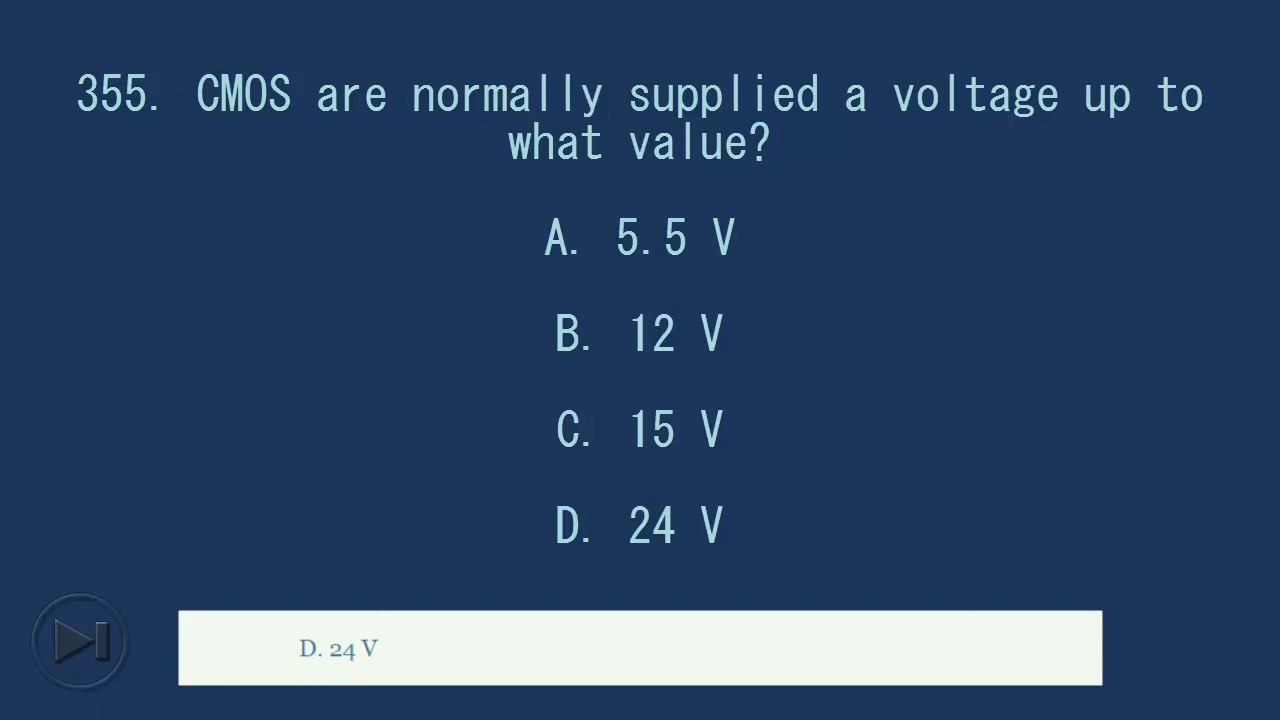 355. CMOS are normally supplied a voltage up to
what value?
A. 5.5 V
B. 12 V
C. 15 V
D. 24 V
D. 24 V